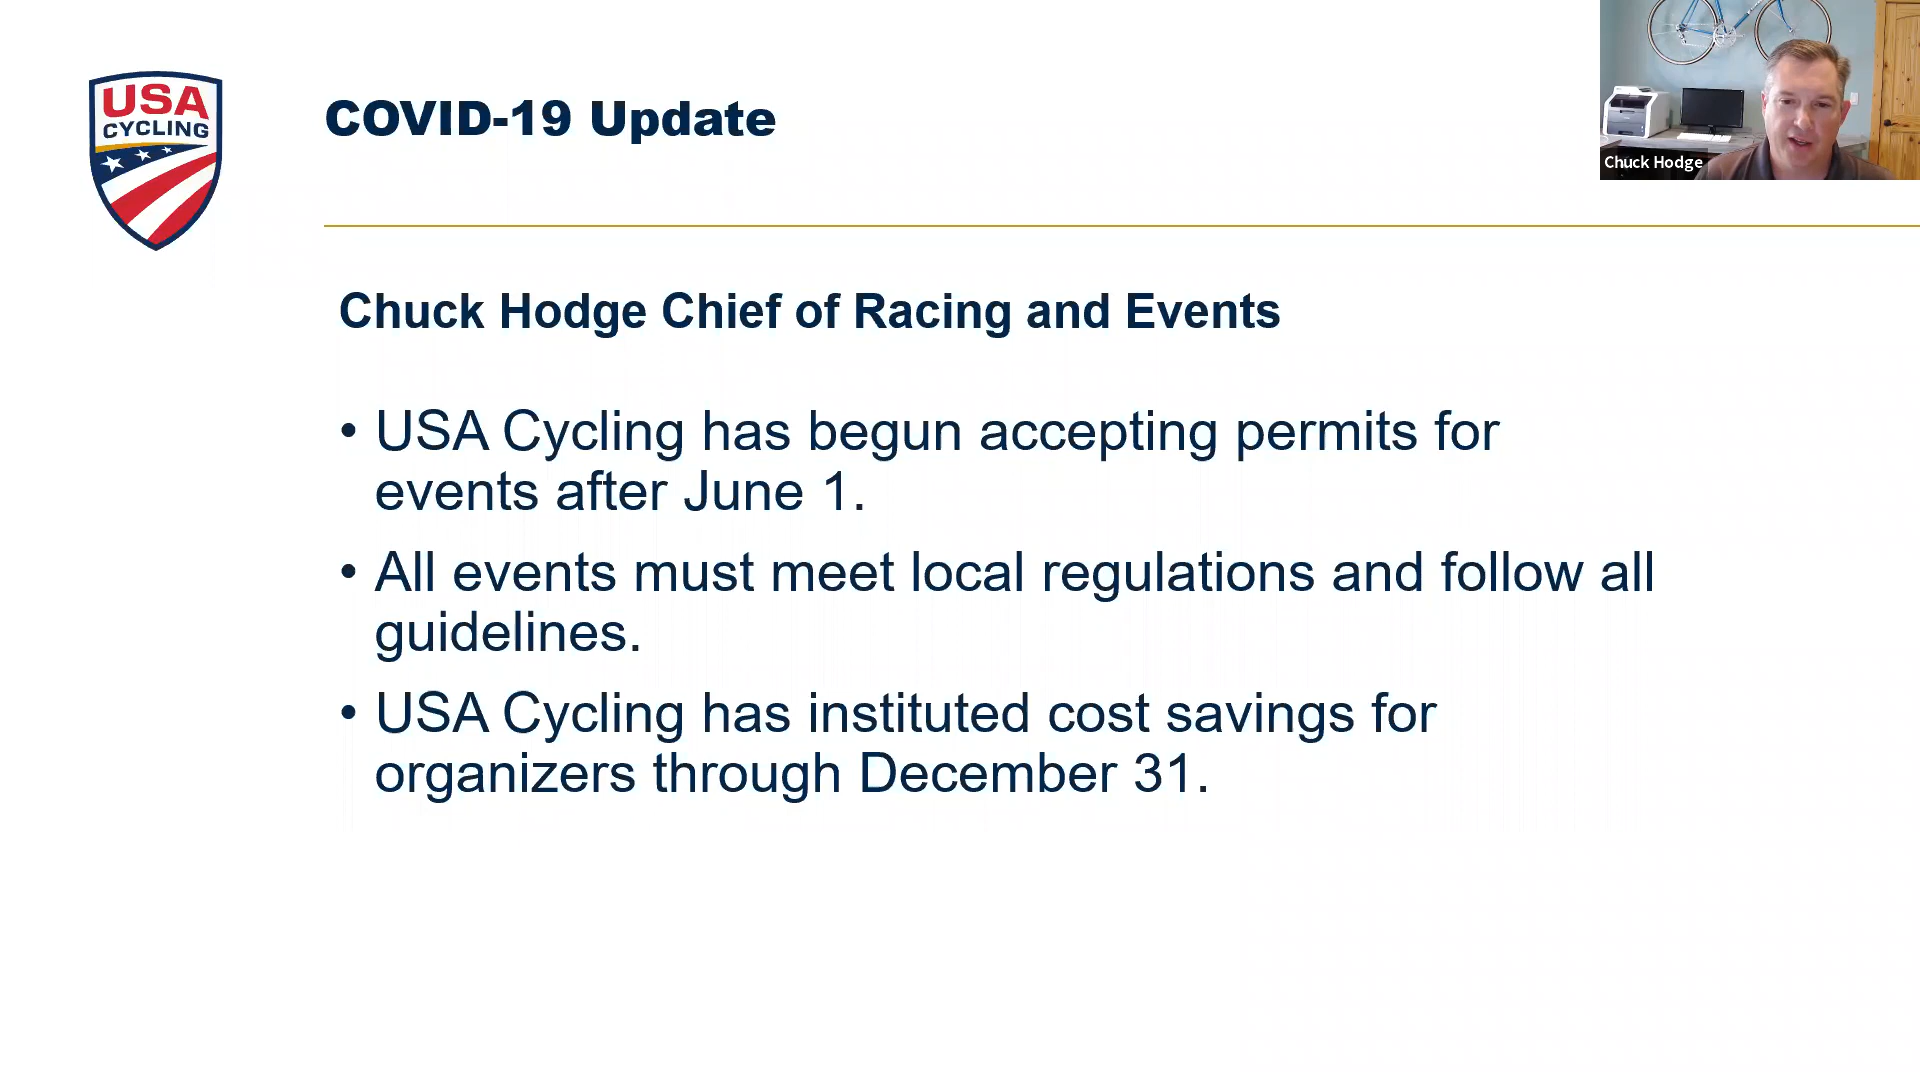 USA
CYCLING
COVID-19 Update
Chuck Hodge
Chuck Hodge Chief of Racing and Events
• USA Cycling has begun accepting permits for
events after June 1.
• All events must meet local regulations and follow all
guidelines.
• USA Cycling has instituted cost savings for
organizers through December 31.